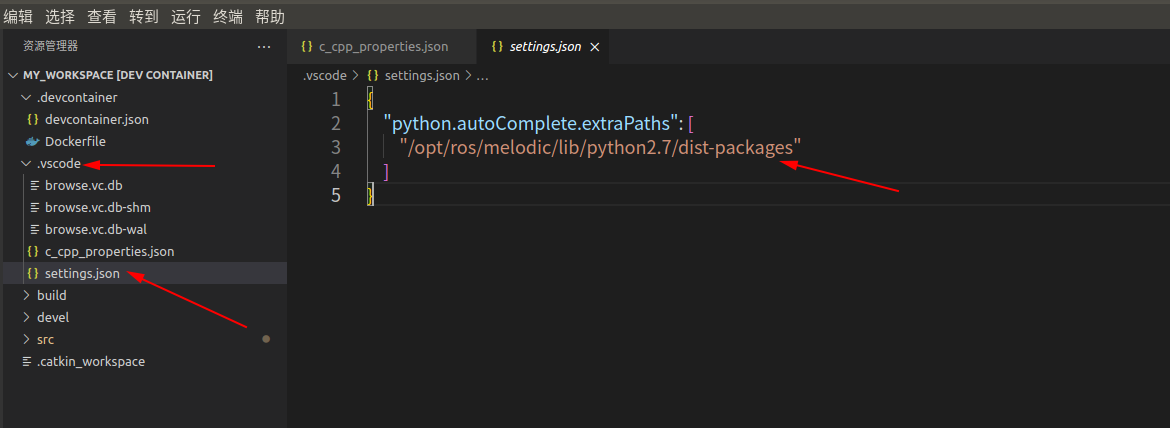 编辑 选择 查看 转到 运行 终端 帮助
资源管理器 ...
MY_WORKSPACE [DEV CONTAINER]
.devcontainer
devcontainer.json
Dockerfile
.vscode
browse.vc.db
browse.vc.db-shm
browse.vc.db-wal
{} c_cpp_properties.json
{} settings.json
build
devel
src
.catkin_workspace
{} c_cpp_properties.json {} settings.json ×
.vscode > {} settings.json > ...
1 {
2 "python.autoComplete.extraPaths": [
3 "/opt/ros/melodic/lib/python2.7/dist-packages"
4 ]
5 }